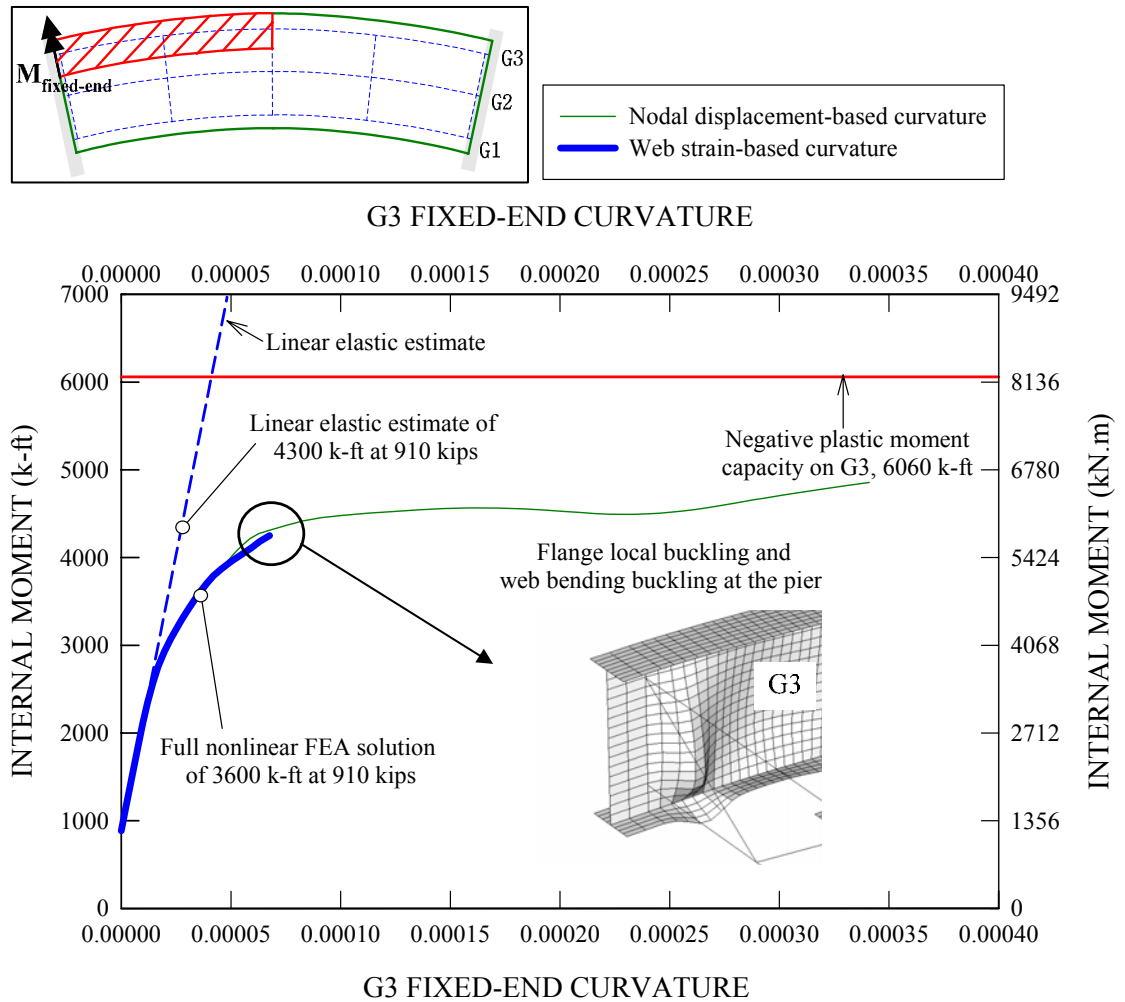 M fixed-end
G3
G2
G1
Nodal displacement-based curvature
Web strain-based curvature
G3 FIXED-END CURVATURE
0.00000 0.00005 0.00010 0.00015 0.00020 0.00025 0.00030 0.00035 0.00040
7000
6000
5000
4000
3000
2000
1000
0
INTERNAL MOMENT (k-ft)
Linear elastic estimate
Linear elastic estimate of
4300 k-ft at 910 kips
Negative plastic moment
capacity on G3, 6060 k-ft
Flange local buckling and
web bending buckling at the pier
G3
Full nonlinear FEA solution
of 3600 k-ft at 910 kips
9492
8136
6780
5424
4068
2712
1356
0
INTERNAL MOMENT (kN.m)
0.00000 0.00005 0.00010 0.00015 0.00020 0.00025 0.00030 0.00035 0.00040
G3 FIXED-END CURVATURE